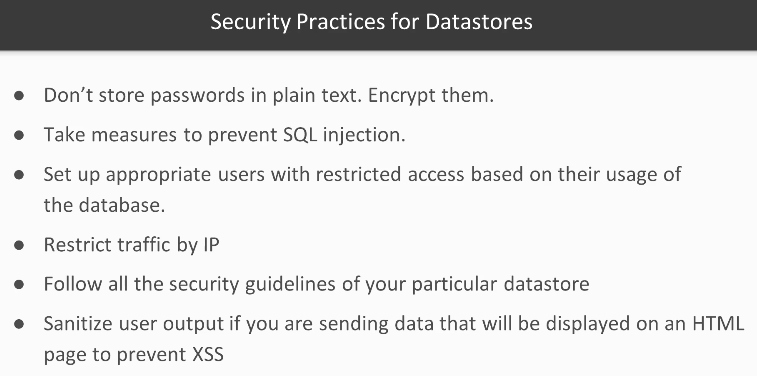 Security Practices for Datastores
● Don’t store passwords in plain text. Encrypt them.
● Take measures to prevent SQL injection.
● Set up appropriate users with restricted access based on their usage of
the database.
● Restrict traffic by IP
● Follow all the security guidelines of your particular datastore
● Sanitize user output if you are sending data that will be displayed on an HTML
page to prevent XSS